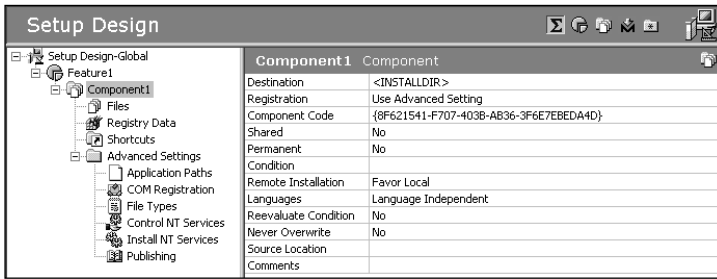 Setup Design
Setup Design-Global
Feature1
Component1
Files
Registry Data
Shortcuts
Advanced Settings
Application Paths
COM Registration
File Types
Control NT Services
Install NT Services
Publishing
Component1 Component
Destination <INSTALLDIR>
Registration Use Advanced Setting
Component Code {8F621541-F707-403B-AB36-3F6E7EBEDA4D}
Shared No
Permanent No
Condition
Remote Installation Favor Local
Languages Language Independent
Reevaluate Condition No
Never Overwrite No
Source Location
Comments